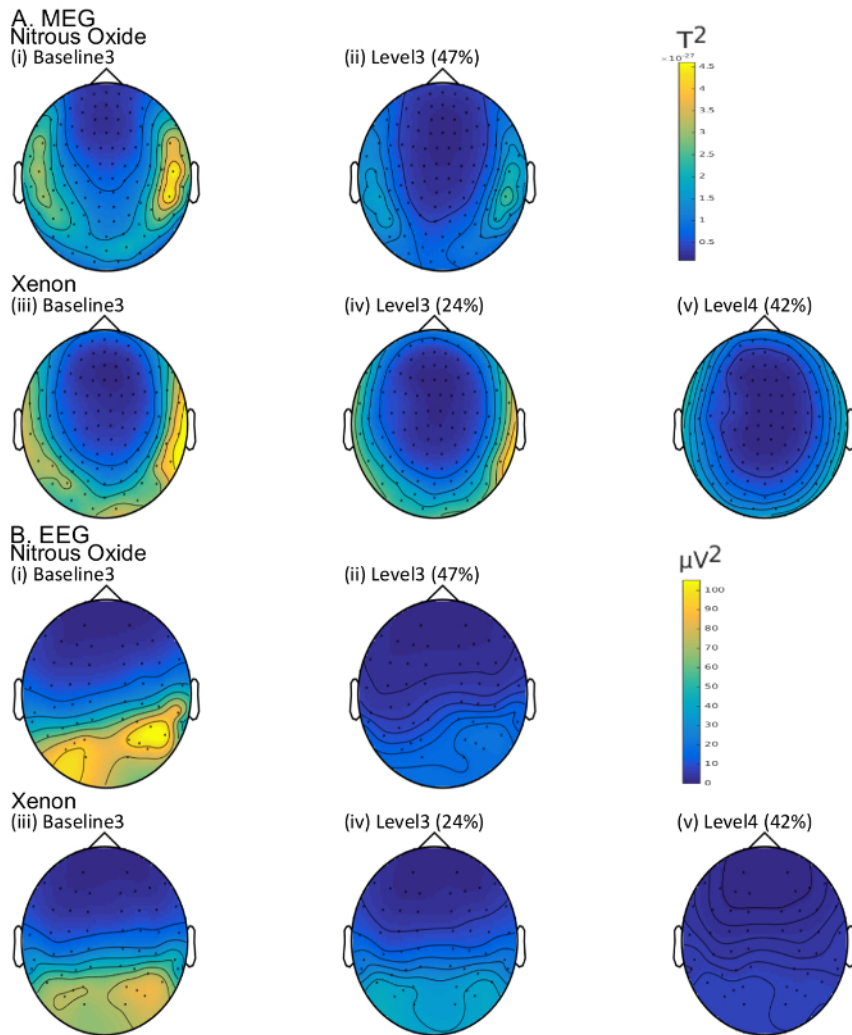 A. MEG
Nitrous Oxide
(i) Baseline3
(ii) Level3 (47%)
T2
×10-27
4.5
4
3.5
3
2.5
2
1.5
1
0.5
Xenon
(iii) Baseline3
(iv) Level3 (24%)
(v) Level4 (42%)
B. EEG
Nitrous Oxide
(i) Baseline3
(ii) Level3 (47%)
μV2
100
90
80
70
60
50
40
30
20
10
0
Xenon
(iii) Baseline3
(iv) Level3 (24%)
(v) Level4 (42%)